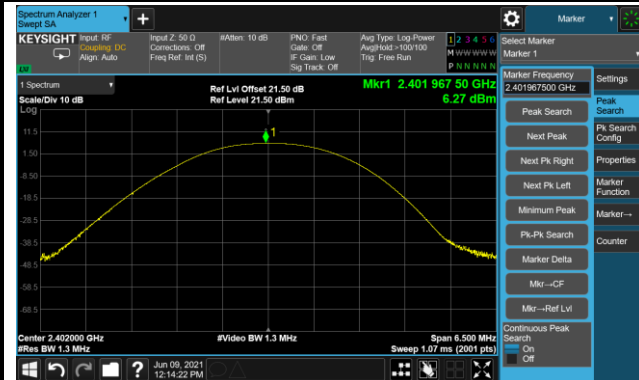 Spectrum Analyzer 1
Swept SA
Marker
KEYSIGHT
Input: RF
Coupling: DC
Align: Auto
Input Z: 50 Ω
Corrections: Off
Freq Ref: Int (S)
#Atten: 10 dB
PNO: Fast
Gate: Off
IF Gain: Low
Sig Track: Off
Avg Type: Log-Power
Avg|Hold:>100/100
Trig: Free Run
1 2 3 4 5 6
M W W W W W
P N N N N N
Select Marker
Marker 1
1 Spectrum
Scale/Div 10 dB
Log
Ref Lvl Offset 21.50 dB
Ref Level 21.50 dBm
Mkr1 2.401 967 50 GHz
6.27 dBm
11.5
1.50
-8.50
-18.5
-28.5
-38.5
-48.5
-58.5
-68.5
1
Center 2.402000 GHz
#Res BW 1.3 MHz
#Video BW 1.3 MHz
Span 6.500 MHz
Sweep 1.07 ms (2001 pts)
Marker Frequency
2.401967500 GHz
Peak Search
Next Peak
Next Pk Right
Next Pk Left
Minimum Peak
Pk-Pk Search
Marker Delta
Mkr→CF
Mkr→Ref Lvl
Continuous Peak
Search
On
Off
Settings
Peak
Search
Pk Search
Config
Properties
Marker
Function
Marker→
Counter
Jun 09, 2021
12:14:22 PM